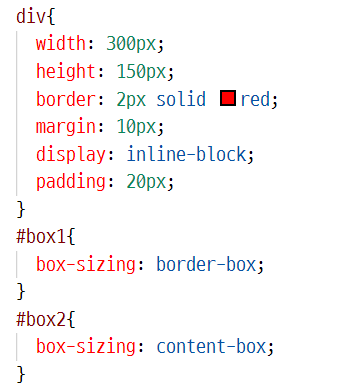 div{
width: 300px;
height: 150px;
border: 2px solid red;
margin: 10px;
display: inline-block;
padding: 20px;
}
#box1{
box-sizing: border-box;
}
#box2{
box-sizing: content-box;
}